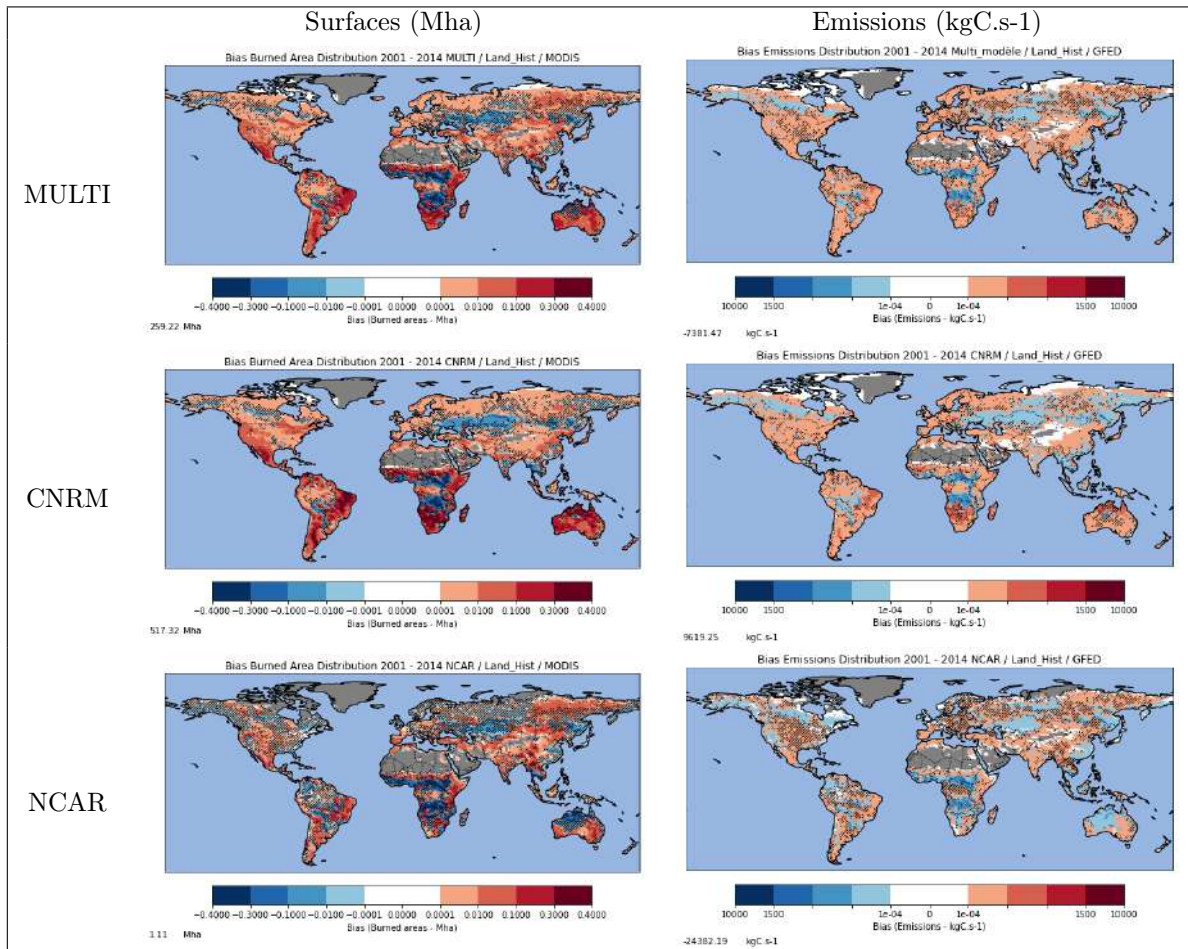 Surfaces (Mha)
Emissions (kgC.s-1)
MULTI
Bias Burned Area Distribution 2001 - 2014 MULTI / Land_Hist / MODIS
−0.4000 −0.3000 −0.1000 −0.0001 0.0000 0.0001 0.0100 0.1000 0.3000 0.4000
Bias (Burned areas - Mha)
259.22 Mha
Bias Emissions Distribution 2001 - 2014 Multi_modèle / Land_Hist / GFED
10000 1500 1e-04 0 1e-04 1500 10000
Bias (Emissions - kgC.s-1)
-7381.47 kgC.s-1
CNRM
Bias Burned Area Distribution 2001 - 2014 CNRM / Land_Hist / MODIS
−0.4000 −0.3000 −0.1000 −0.0001 0.0000 0.0001 0.0100 0.1000 0.3000 0.4000
Bias (Burned areas - Mha)
517.32 Mha
Bias Emissions Distribution 2001 - 2014 CNRM / Land_Hist / GFED
10000 1500 1e-04 0 1e-04 1500 10000
Bias (Emissions - kgC.s-1)
9619.25 kgC.s-1
NCAR
Bias Burned Area Distribution 2001 - 2014 NCAR / Land_Hist / MODIS
−0.4000 −0.3000 −0.1000 −0.0001 0.0000 0.0001 0.0100 0.1000 0.3000 0.4000
Bias (Burned areas - Mha)
Mha
Bias Emissions Distribution 2001 - 2014 NCAR / Land_Hist / GFED
10000 1500 1e-04 0 1e-04 1500 10000
Bias (Emissions - kgC.s-1)
-24382.19 kgC.s-1